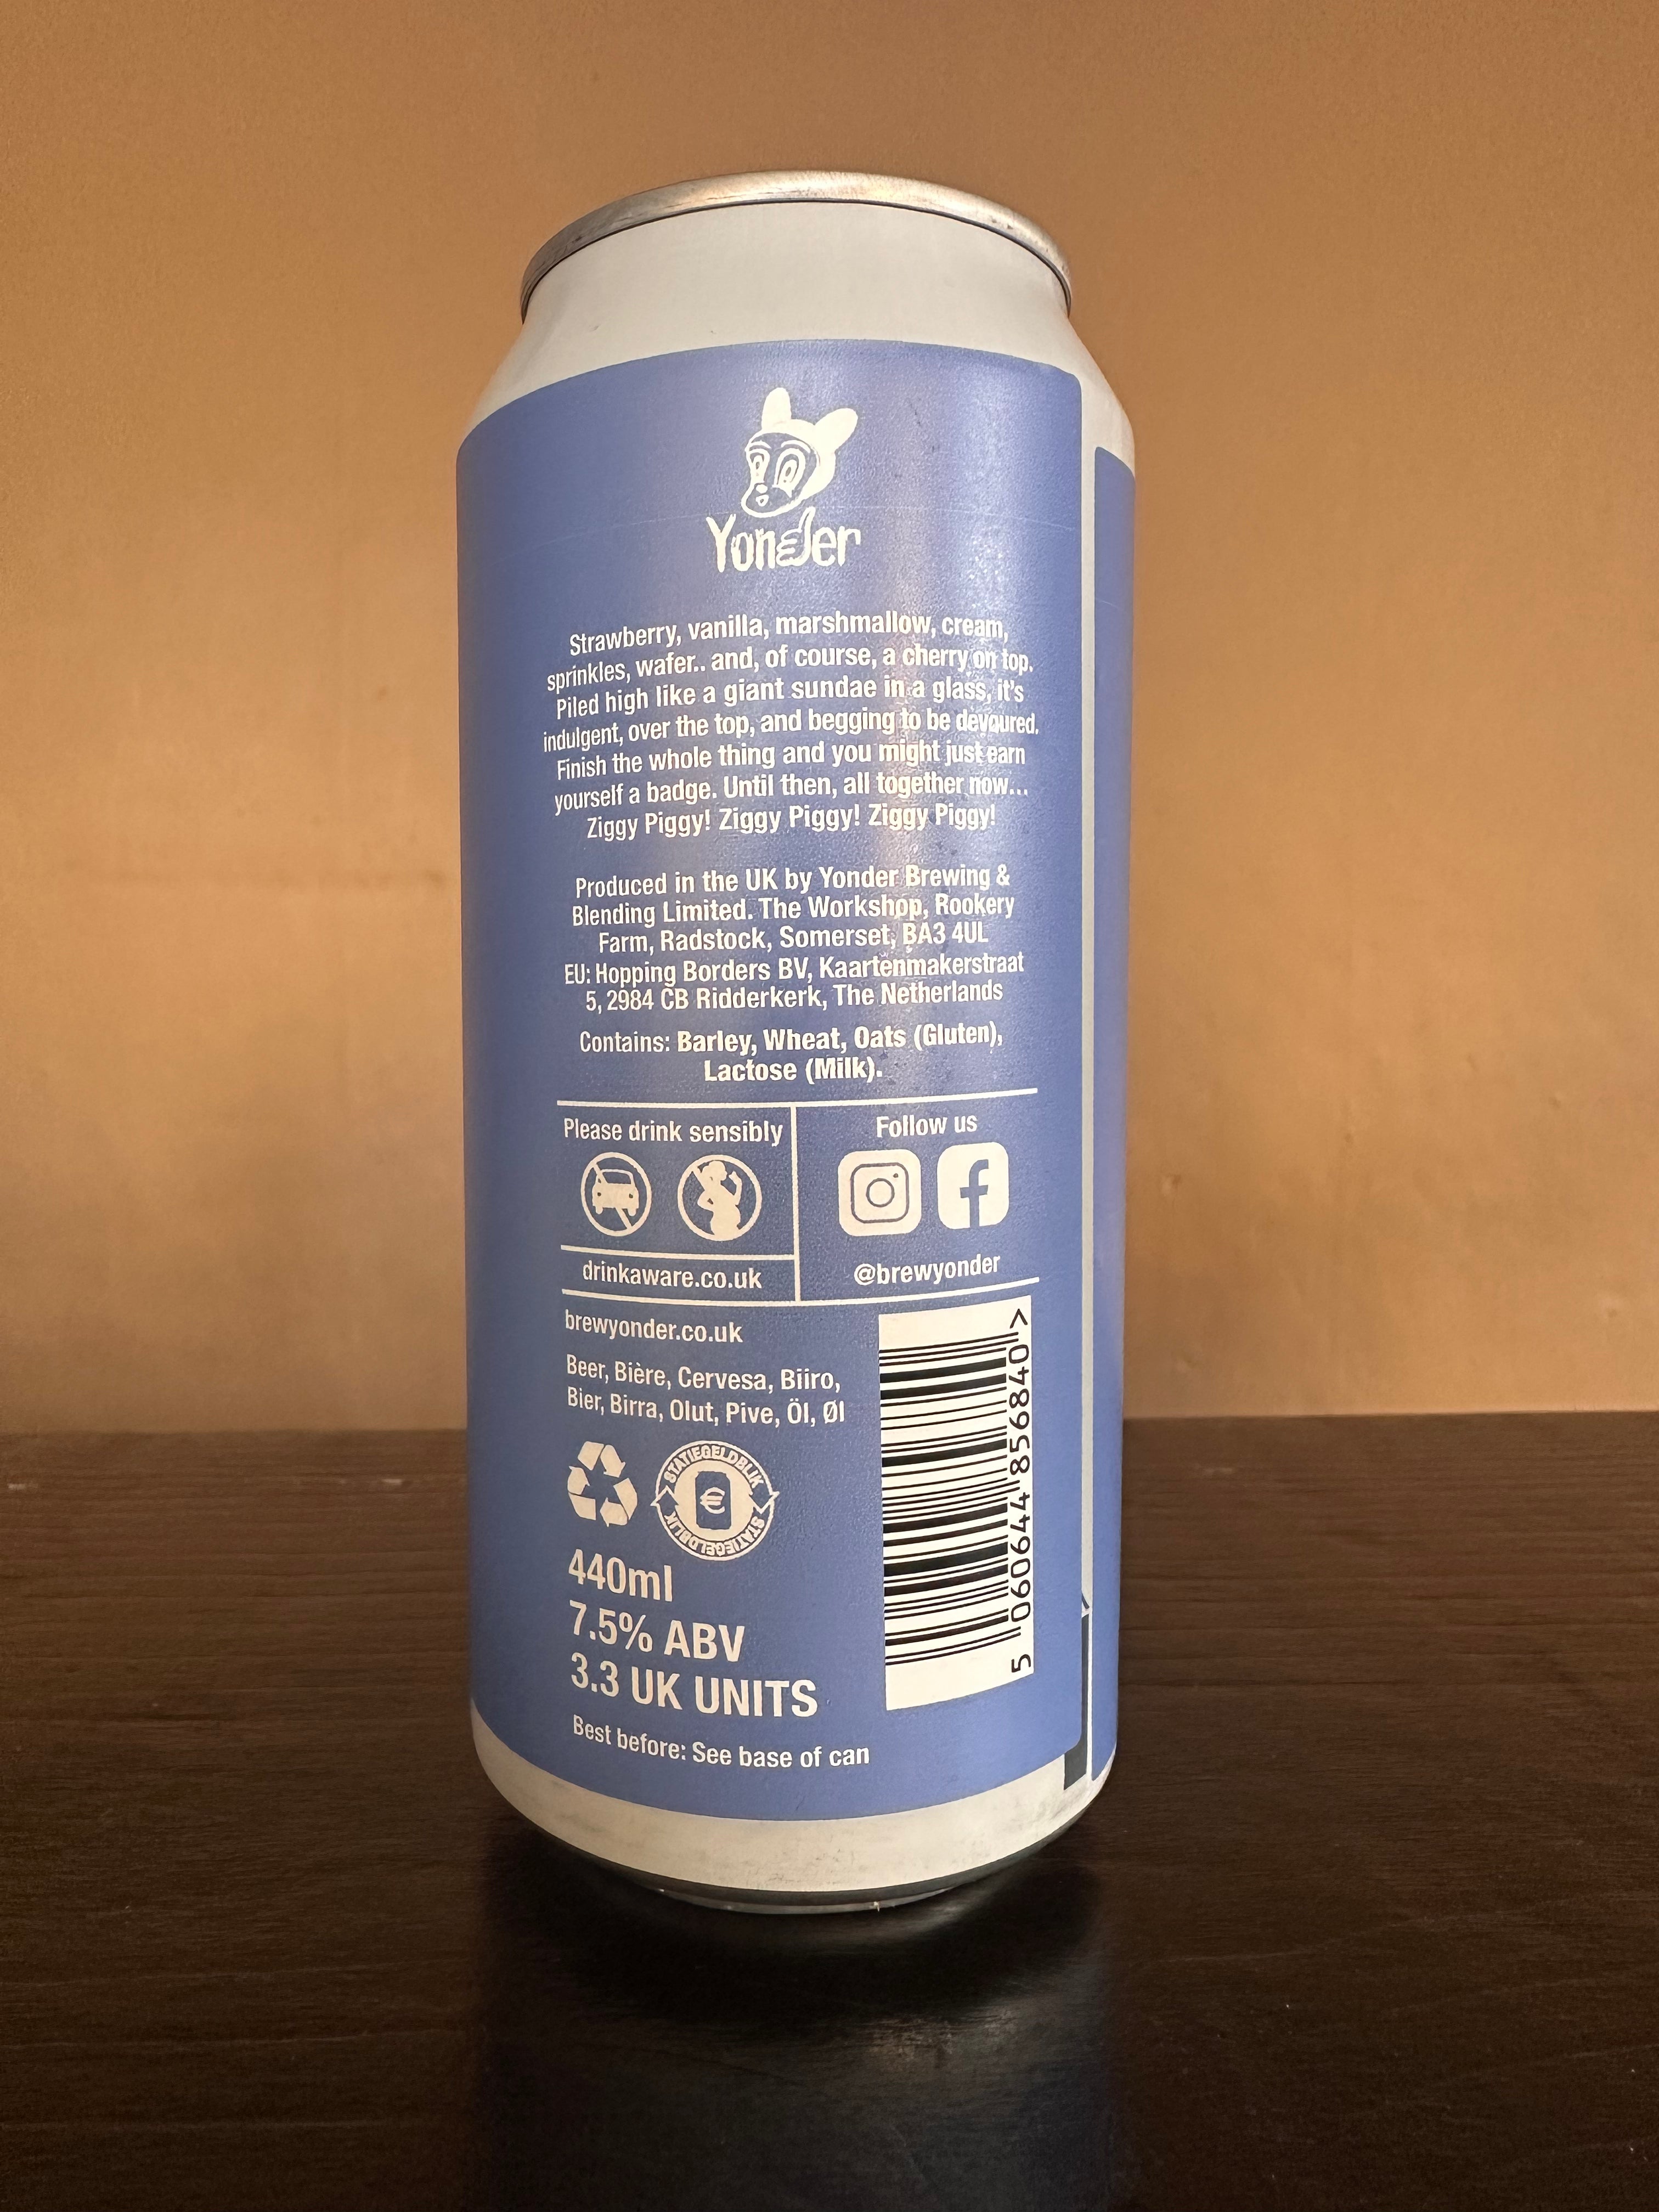 Yonder
Strawberry, vanilla, marshmallow, cream,
sprinkles, wafer.. and, of course, a cherry on top.
Piled high like a giant sundae in a glass, it's
indulgent, over the top, and begging to be devoured.
Finish the whole thing and you might just earn
yourself a badge. Until then, all together now...
Ziggy Piggy! Ziggy Piggy! Ziggy Piggy!
Produced in the UK by Yonder Brewing &
Blending Limited. The Workshop, Rookery
Farm, Radstock, Somerset, BA3 4UL
EU: Hopping Borders BV, Kaartenmakerstraat
5, 2984 CB Ridderkerk, The Netherlands
Contains: Barley, Wheat, Oats (Gluten),
Lactose (Milk).
Please drink sensibly
drinkaware.co.uk
Follow us
@brewyonder
brewyonder.co.uk
Beer, Bière, Cervesa, Biiro,
Bier, Birra, Olut, Pive, Öl, Øl
STATIEGELDBLIK
€
STATIEGELDBLIK
440ml
7.5% ABV
3.3 UK UNITS
Best before: See base of can
5 060644 856840 >